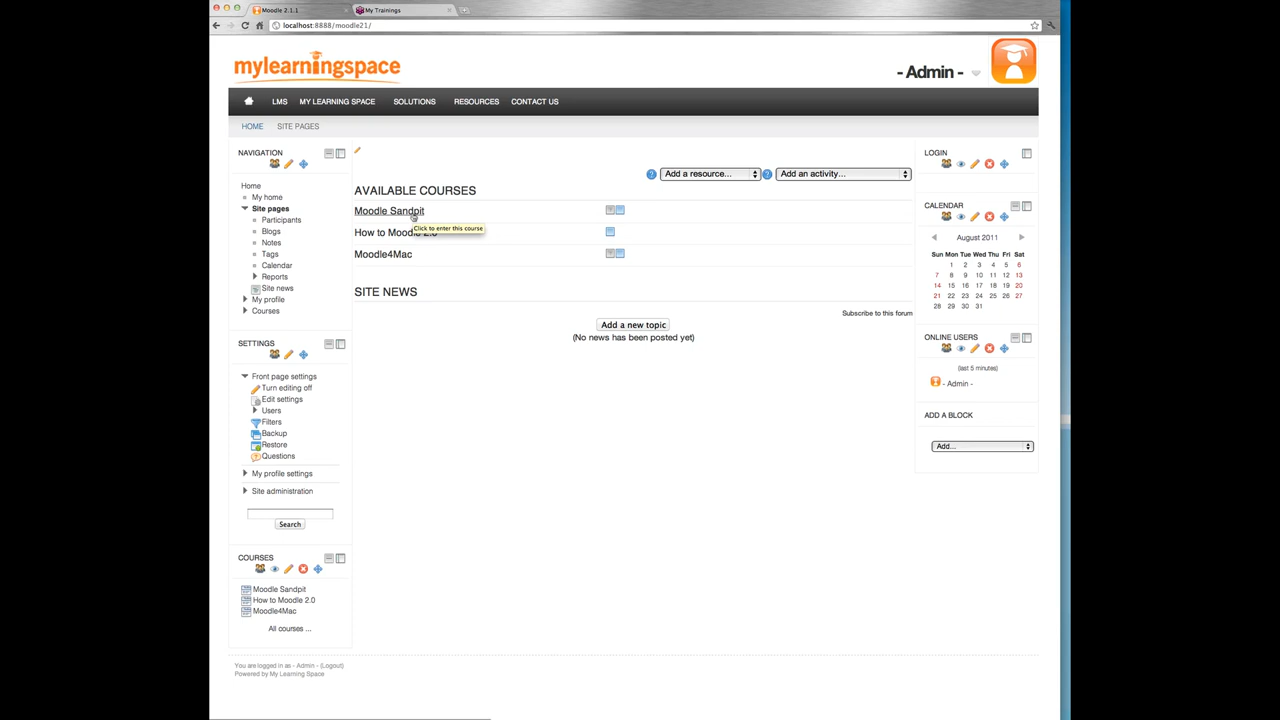 Moodle 2.1.1
My Trainings
localhost:8888/moodle21/
mylearningspace
- Admin -
LMS MY LEARNING SPACE SOLUTIONS RESOURCES CONTACT US
HOME SITE PAGES
NAVIGATION
Home
My home
Site pages
Participants
Blogs
Notes
Tags
Calendar
Reports
Site news
My profile
Courses
SETTINGS
Front page settings
Turn editing off
Edit settings
Users
Filters
Backup
Restore
Questions
My profile settings
Site administration
Search
COURSES
Moodle Sandpit
How to Moodle 2.0
Moodle4Mac
All courses ...
Add a resource... Add an activity...
AVAILABLE COURSES
Moodle Sandpit
Click to enter this course
How to Moodle 2.0
Moodle4Mac
SITE NEWS
Subscribe to this forum
Add a new topic
(No news has been posted yet)
LOGIN
CALENDAR
August 2011
Sun Mon Tue Wed Thu Fri Sat
1 2 3 4 5 6
7 8 9 10 11 12 13
14 15 16 17 18 19 20
21 22 23 24 25 26 27
28 29 30 31
ONLINE USERS
(last 5 minutes)
- Admin -
ADD A BLOCK
Add...
You are logged in as - Admin - (Logout)
Powered by My Learning Space